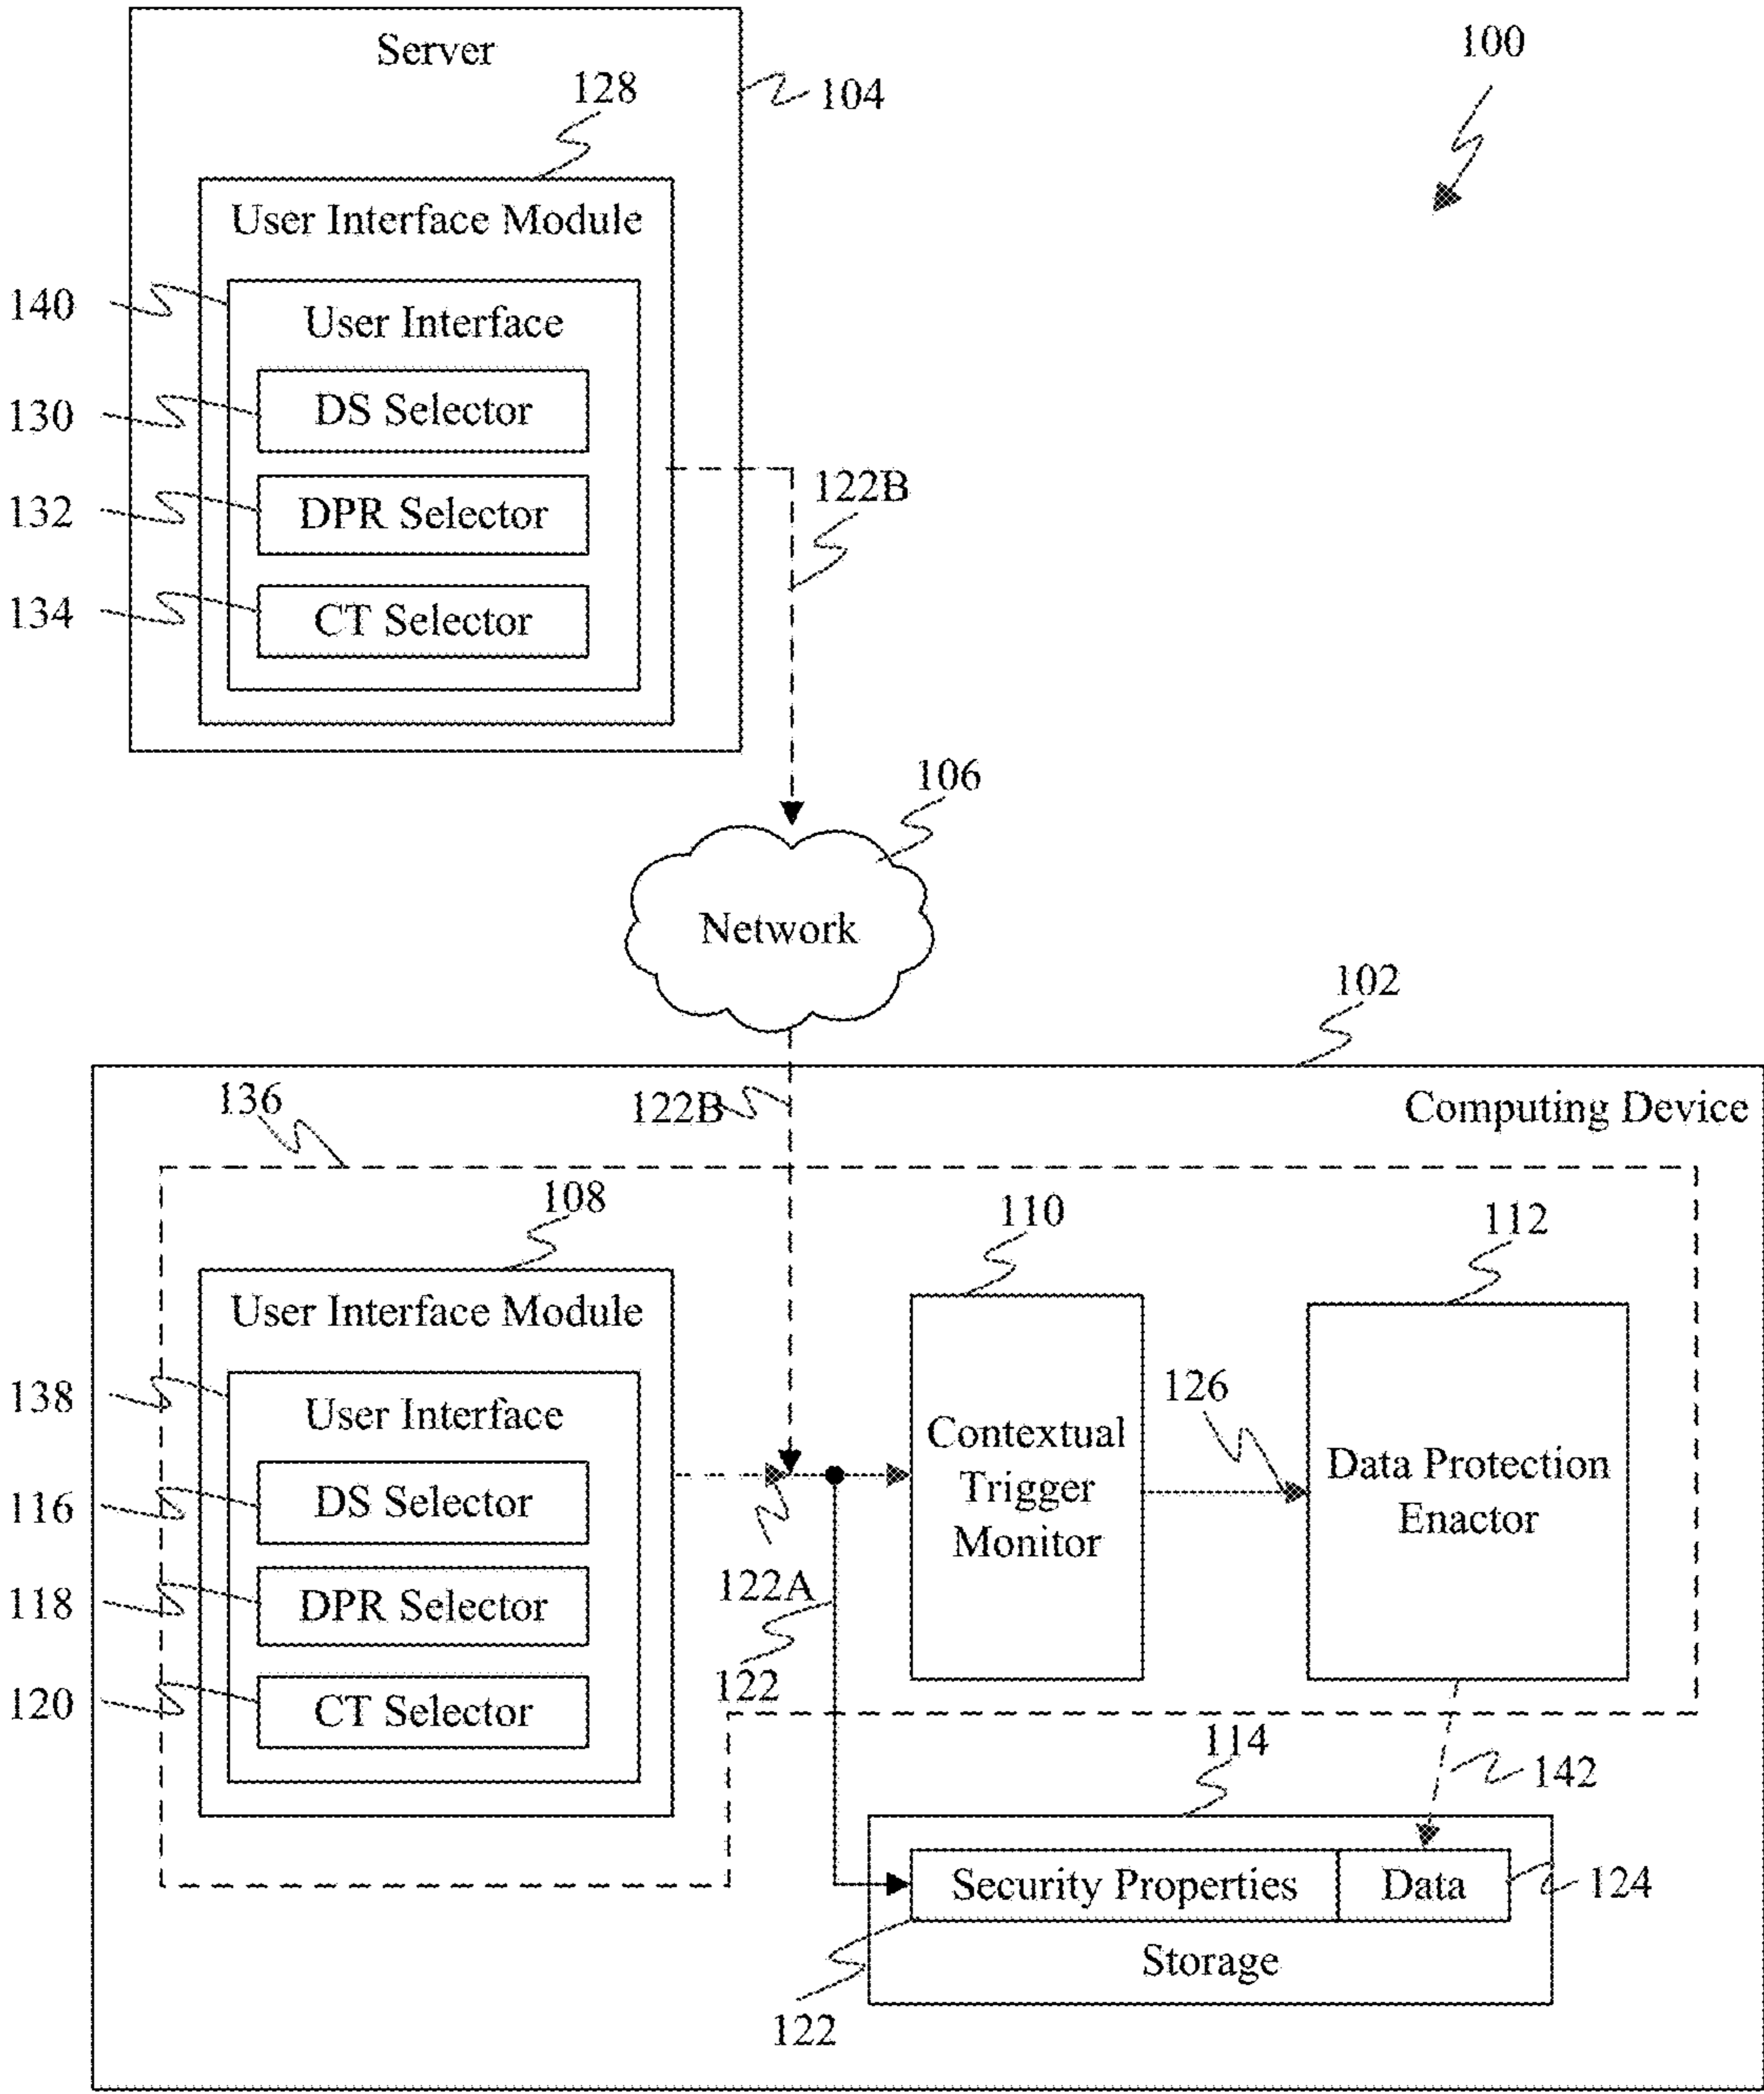 Server
100
104
128
User Interface Module
140
User Interface
130
DS Selector
122B
132
DPR Selector
134
CT Selector
106
Network
102
136
122B
Computing Device
108
110
112
User Interface Module
138
User Interface
126
Contextual
Trigger
Monitor
Data Protection
Enactor
116
DS Selector
122A
118
DPR Selector
122
120
CT Selector
114
142
Security Properties
Data
124
Storage
122